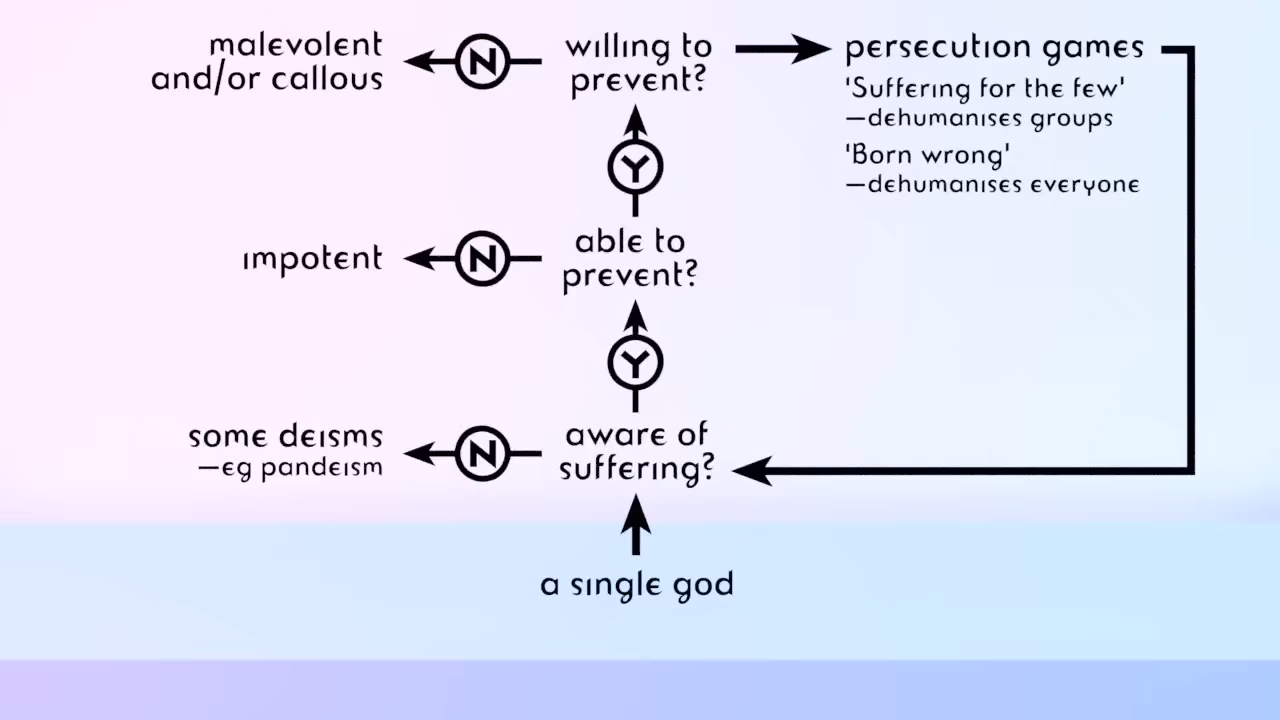 malevolent
and/or callous
N
willing to
prevent?
persecution games
'Suffering for the few'
—dehumanises groups
'Born wrong'
—dehumanises everyone
Y
impotent
N
able to
prevent?
Y
some deisms
—eg pandeism
N
aware of
suffering?
a single god